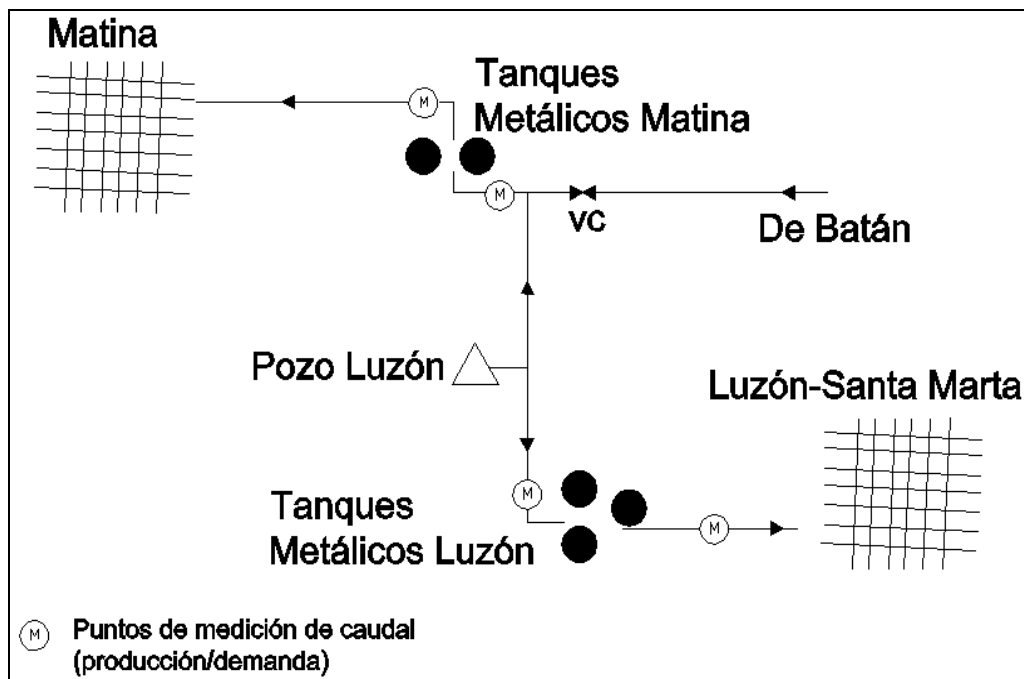 Matina
Tanques
Metálicos Matina
M
M
VC
De Batán
Pozo Luzón
Luzón-Santa Marta
M
Tanques
Metálicos Luzón
M
M
Puntos de medición de caudal
(producción/demanda)